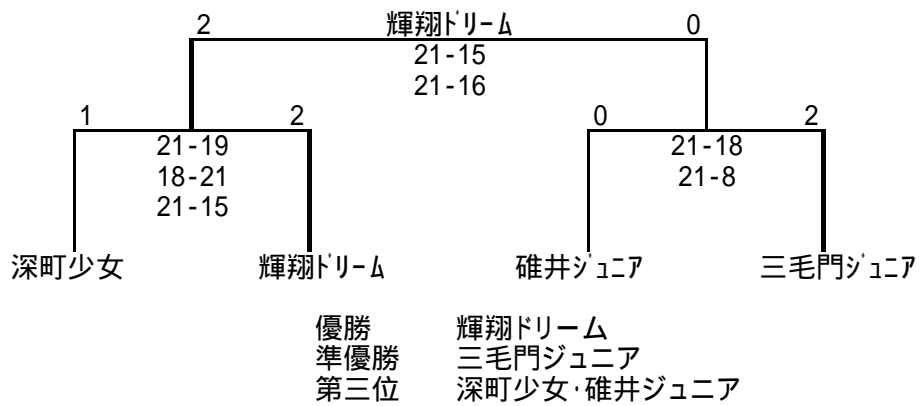 2 輝翔ドリーム 0
21-15
21-16
1 2 0 2
21-19 21-18
18-21 21-8
21-15
深町少女 輝翔ドリーム 碓井ジュニア 三毛門ジュニア
優勝 輝翔ドリーム
準優勝 三毛門ジュニア
第三位 深町少女・碓井ジュニア